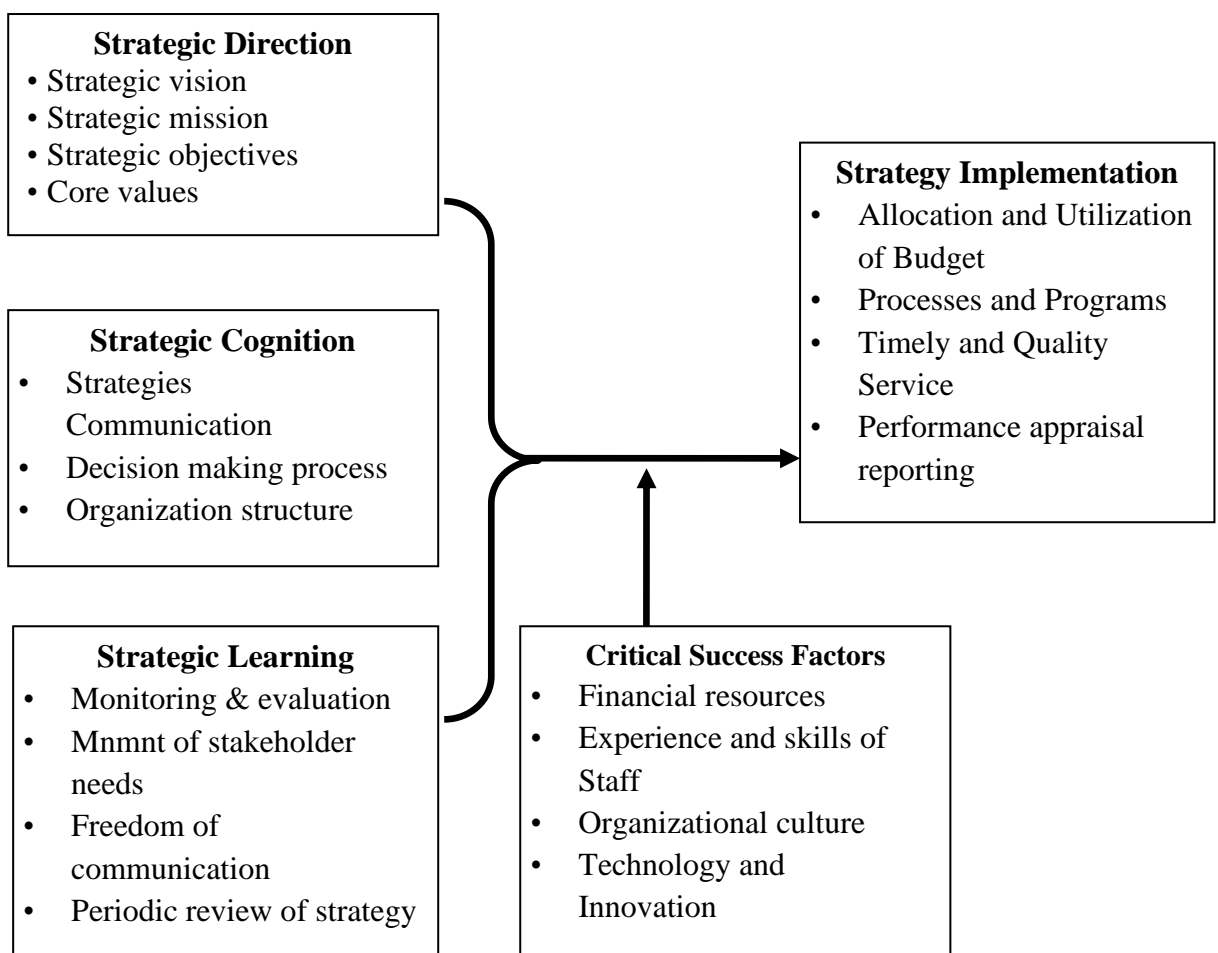 Strategic Direction
• Strategic vision
• Strategic mission
• Strategic objectives
• Core values
Strategic Cognition
• Strategies
Communication
• Decision making process
• Organization structure
Strategic Learning
• Monitoring & evaluation
• Mnmnt of stakeholder
needs
• Freedom of
communication
• Periodic review of strategy
Critical Success Factors
• Financial resources
• Experience and skills of
Staff
• Organizational culture
• Technology and
Innovation
Strategy Implementation
• Allocation and Utilization
of Budget
• Processes and Programs
• Timely and Quality
Service
• Performance appraisal
reporting